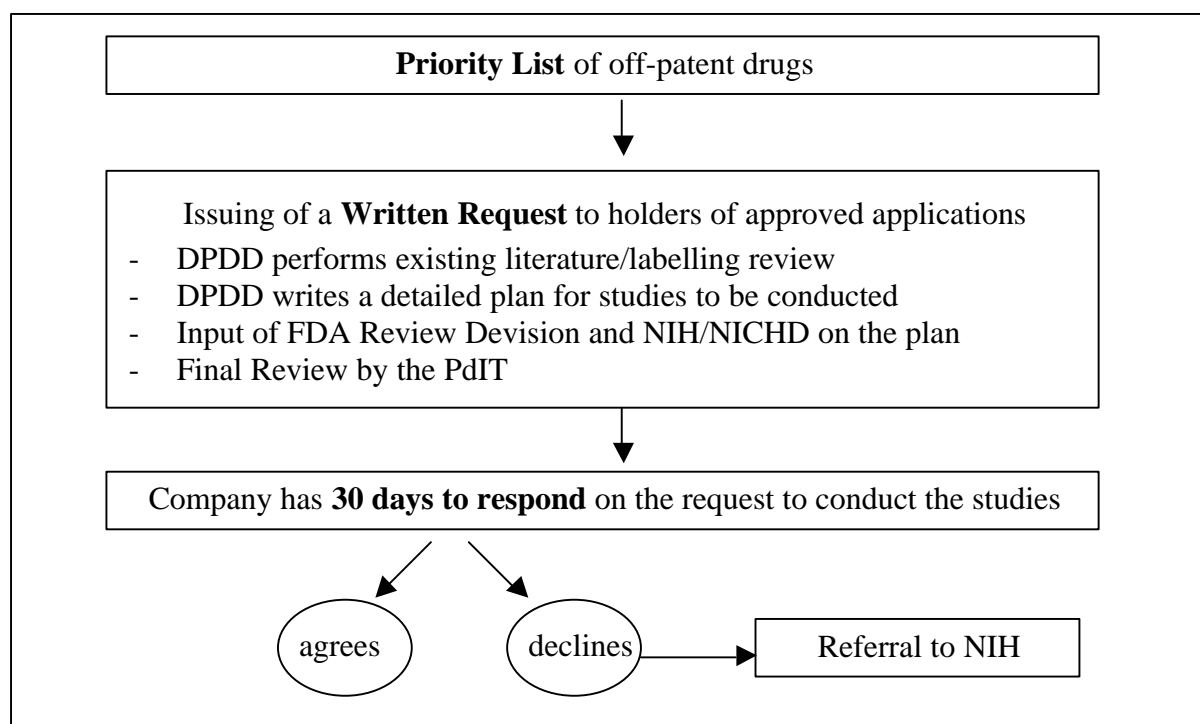 Priority List of off-patent drugs
Issuing of a Written Request to holders of approved applications
- DPDD performs existing literature/labelling review
- DPDD writes a detailed plan for studies to be conducted
- Input of FDA Review Devision and NIH/NICHD on the plan
- Final Review by the PdIT
Company has 30 days to respond on the request to conduct the studies
agrees
declines
Referral to NIH